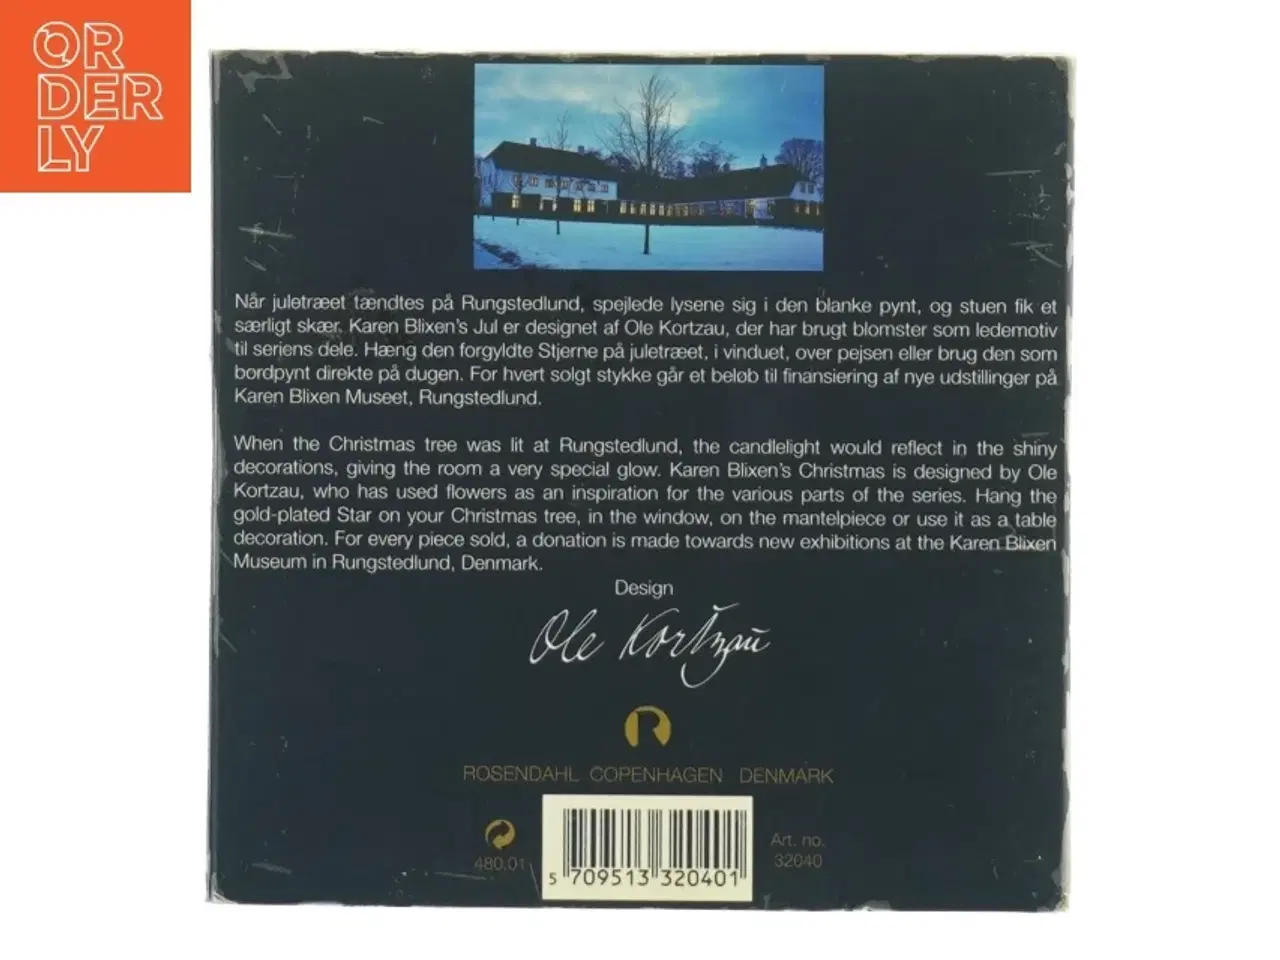 OR
DER
LY
Når juletræet tændtes på Rungstedlund, spejlede lysene sig i den blanke pynt, og stuen fik et
særligt skær. Karen Blixen's Jul er designet af Ole Kortzau, der har brugt blomster som ledemotiv
til seriens dele. Hæng den forgyldte Stjerne på juletræet, i vinduet, over pejsen eller brug den som
bordpynt direkte på dugen. For hvert solgt stykke går et beløb til finansiering af nye udstillinger på
Karen Blixen Museet, Rungstedlund.
When the Christmas tree was lit at Rungstedlund, the candlelight would reflect in the shiny
decorations, giving the room a very special glow. Karen Blixen's Christmas is designed by Ole
Kortzau, who has used flowers as an inspiration for the various parts of the series. Hang the
gold-plated Star on your Christmas tree, in the window, on the mantelpiece or use it as a table
decoration. For every piece sold, a donation is made towards new exhibitions at the Karen Blixen
Museum in Rungstedlund, Denmark.
Design
Ole Kortzau
R
ROSENDAHL COPENHAGEN DENMARK
480.01
5 709513 320401
Art. no.
32040